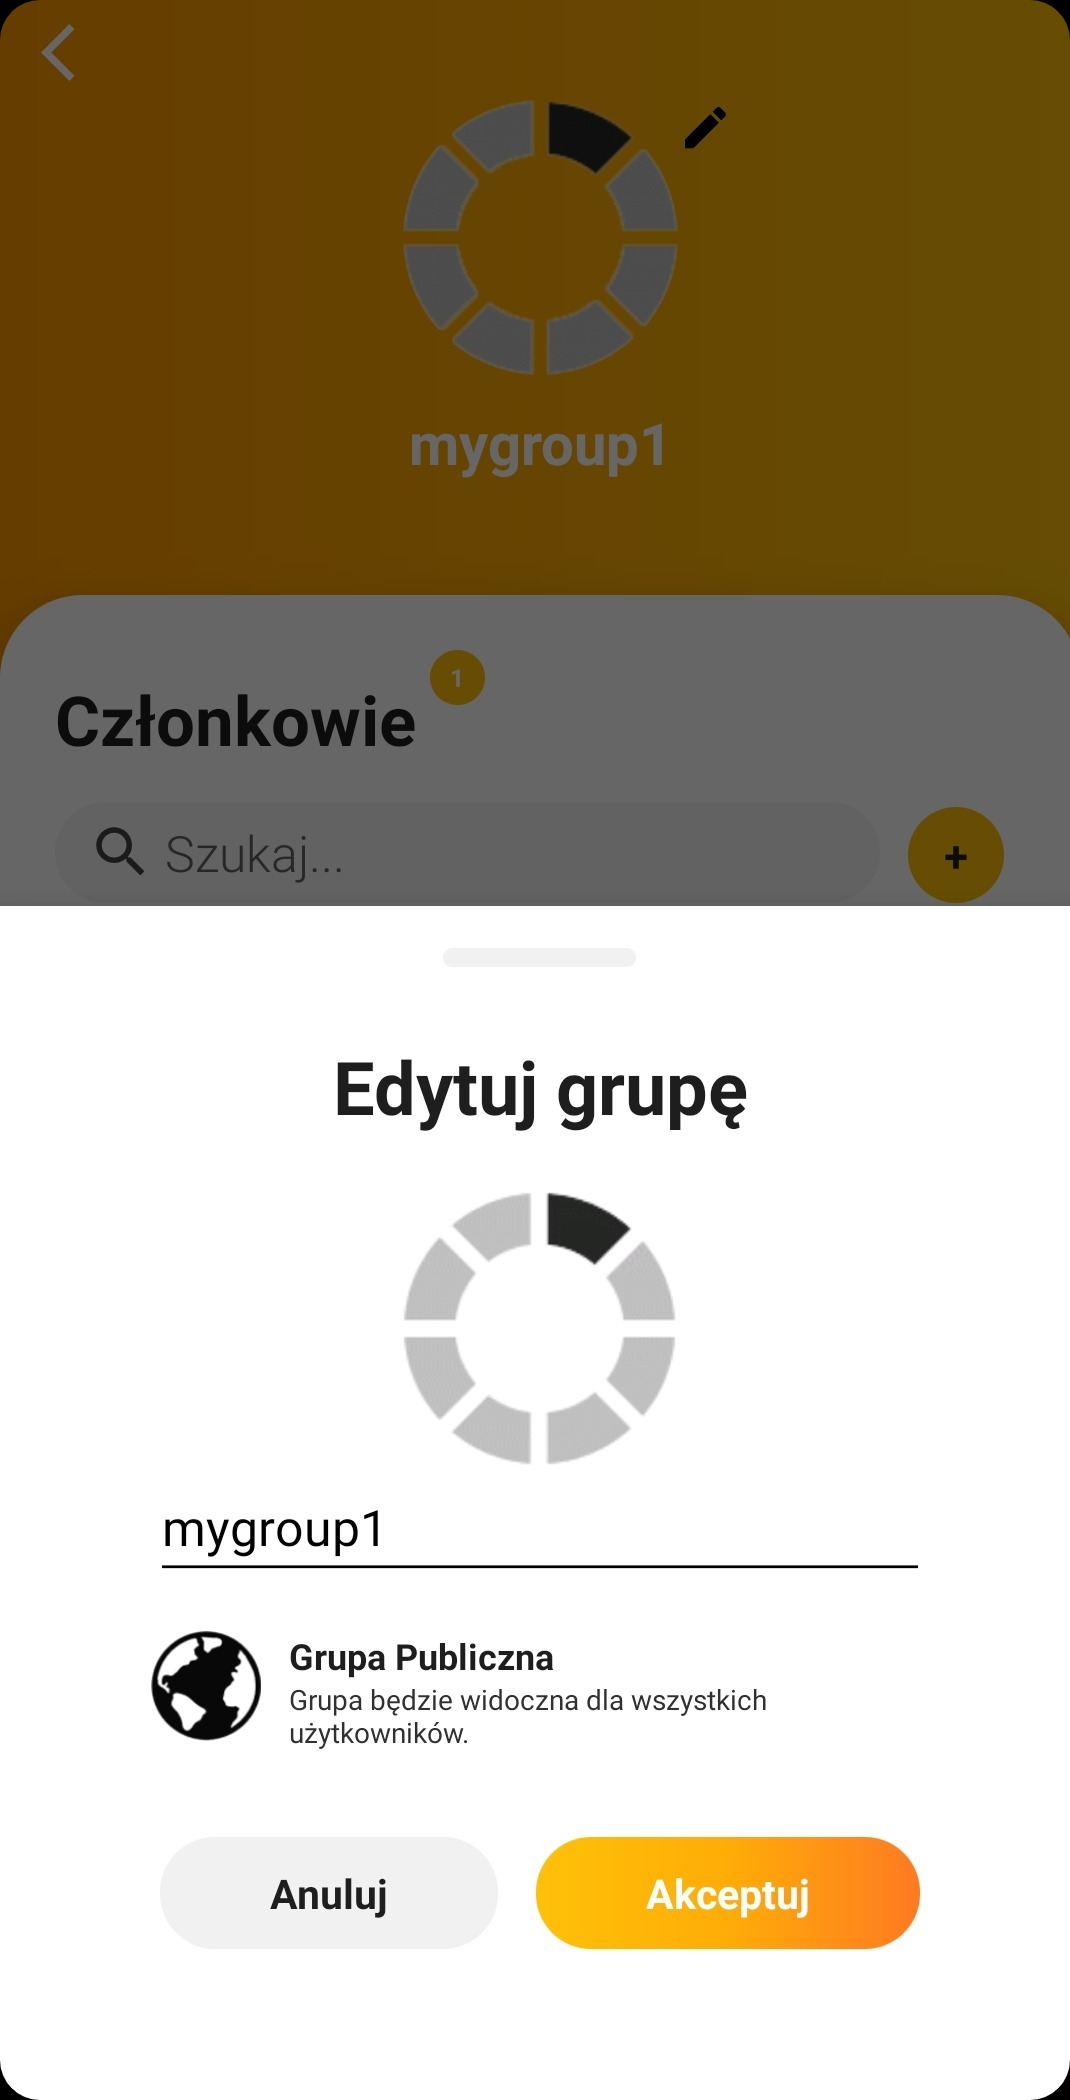 mygroup1
1
Członkowie
Szukaj...
+
Edytuj grupę
mygroup1
Grupa Publiczna
Grupa będzie widoczna dla wszystkich
użytkowników.
Anuluj
Akceptuj